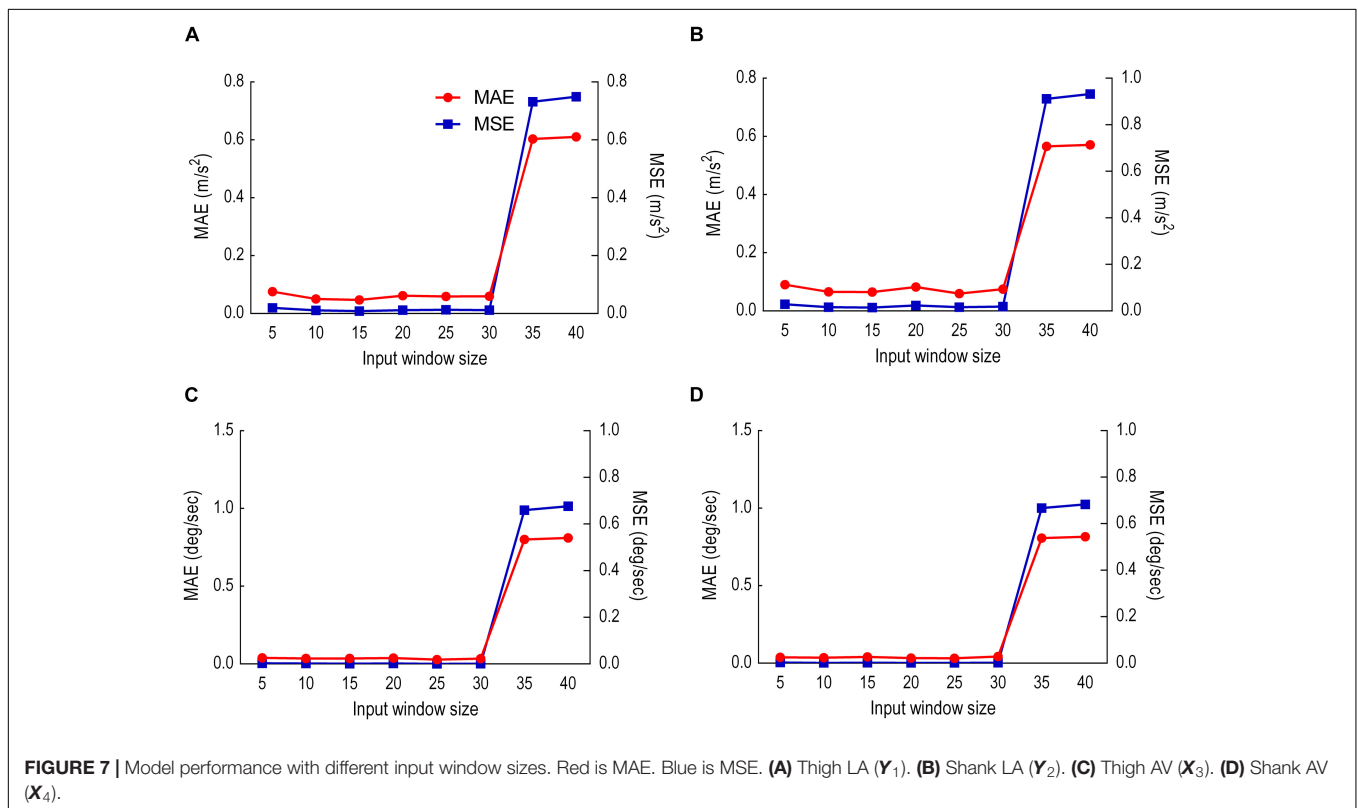 A
0.8
0.6
0.4
0.2
0.0
MAE (m/s²)
MAE
MSE
0.8
0.6
0.4
0.2
0.0
MSE (m/s²)
5 10 15 20 25 30 35 40
Input window size
B
0.8
0.6
0.4
0.2
0.0
MAE (m/s²)
1.0
0.8
0.6
0.4
0.2
0.0
MSE (m/s²)
5 10 15 20 25 30 35 40
Input window size
C
1.5
1.0
0.5
0.0
MAE (deg/sec)
1.0
0.8
0.6
0.4
0.2
0.0
MSE (deg/sec)
5 10 15 20 25 30 35 40
Input window size
D
1.5
1.0
0.5
0.0
MAE (deg/sec)
1.0
0.8
0.6
0.4
0.2
0.0
MSE (deg/sec)
5 10 15 20 25 30 35 40
Input window size
FIGURE 7 | Model performance with different input window sizes. Red is MAE. Blue is MSE. (A) Thigh LA (Y₁). (B) Shank LA (Y₂). (C) Thigh AV (X₃). (D) Shank AV
(X₄).